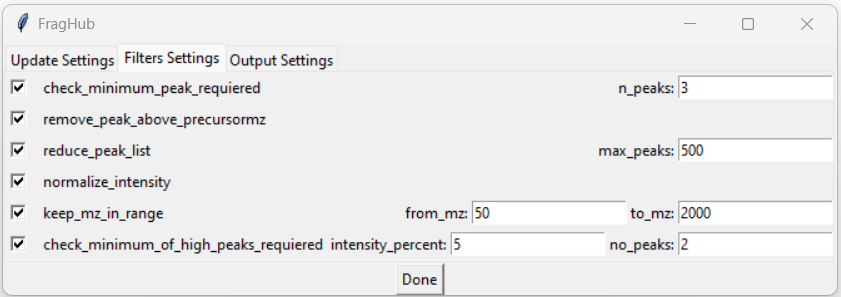 FragHub
Update Settings Filters Settings Output Settings
check_minimum_peak_requiered n_peaks: 3
remove_peak_above_precursormz
reduce_peak_list max_peaks: 500
normalize_intensity
keep_mz_in_range from_mz: 50 to_mz: 2000
check_minimum_of_high_peaks_requiered intensity_percent: 5 no_peaks: 2
Done